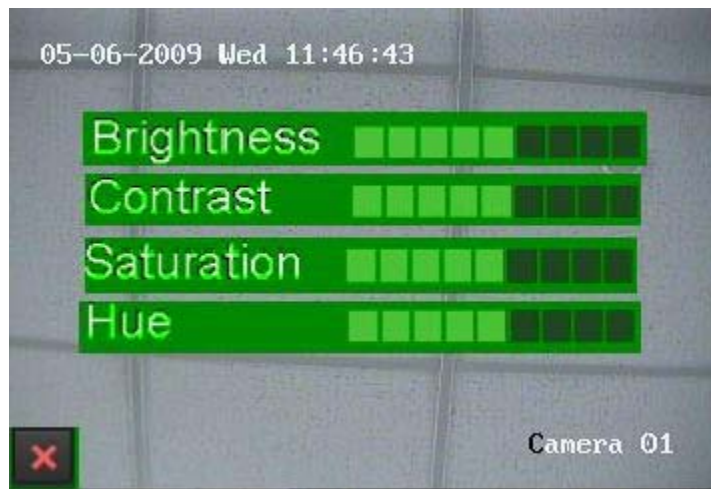 05-06-2009 Wed 11:46:43
Brightness
Contrast
Saturation
Hue
Camera 01